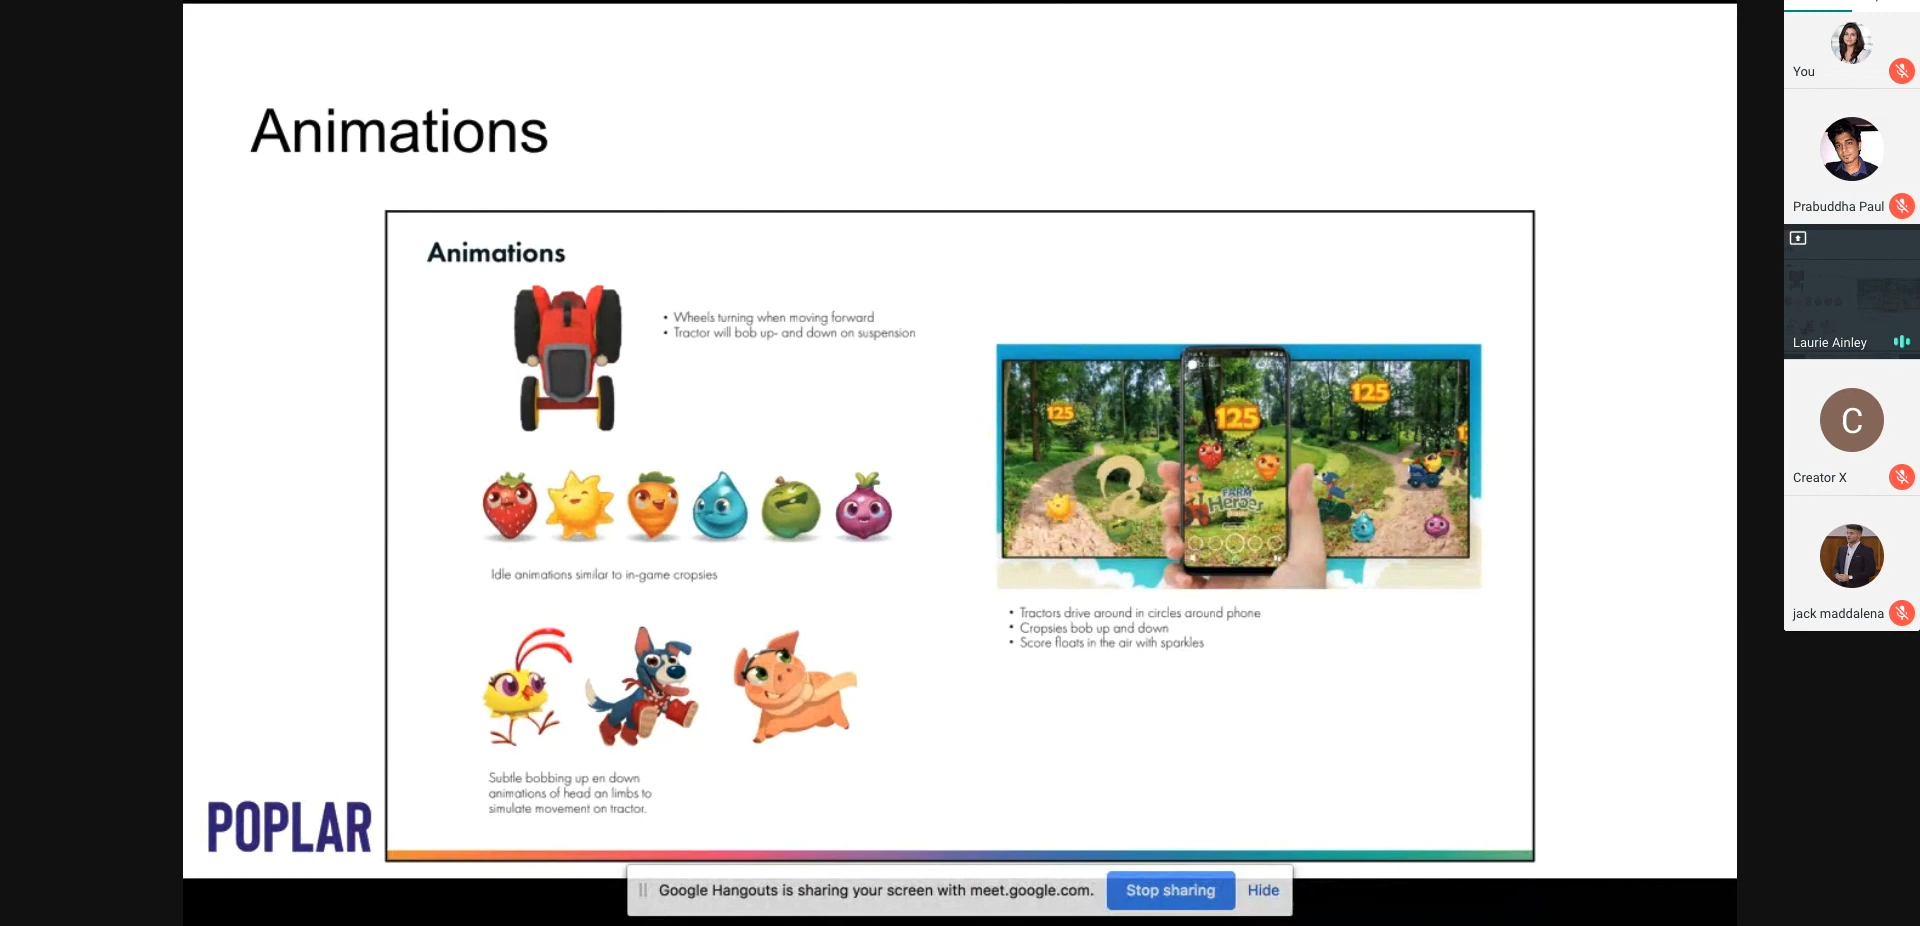 Animations
Animations
• Wheels turning when moving forward
• Tractor will bob up- and down on suspension
Idle animations similar to in-game cropsies
Subtle bobbing up en down
animations of head an limbs to
simulate movement on tractor.
125
125
125
FARM
Heroes
• Tractors drive around in circles around phone
• Cropsies bob up and down
• Score floats in the air with sparkles
POPLAR
Google Hangouts is sharing your screen with meet.google.com.
Stop sharing
Hide
You
Prabuddha Paul
Laurie Ainley
C
Creator X
jack maddalena